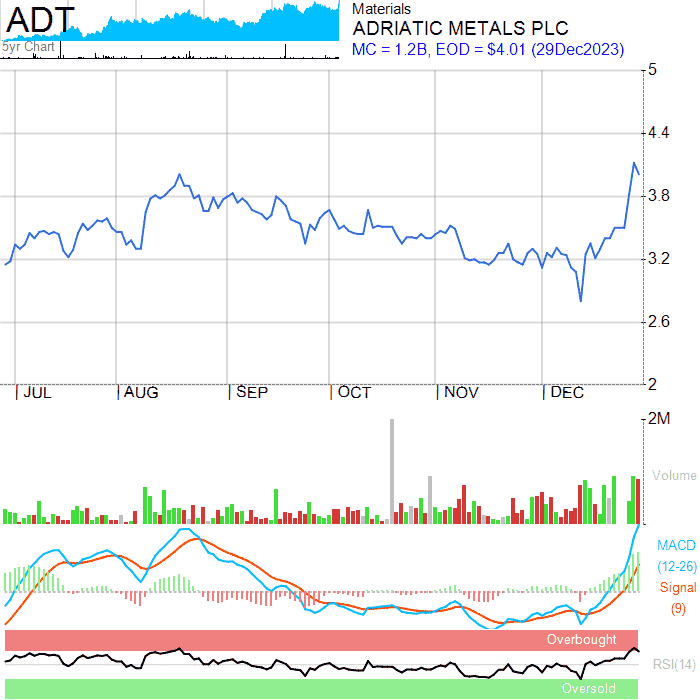 ADT
5yr Chart
Materials
ADRIATIC METALS PLC
MC = 1.2B, EOD = $4.01 (29Dec2023)
5
4.4
3.8
3.2
2.6
2
JUL AUG SEP OCT NOV DEC
2M
Volume
MACD
(12-26)
Signal
(9)
Overbought
RSI(14)
Oversold